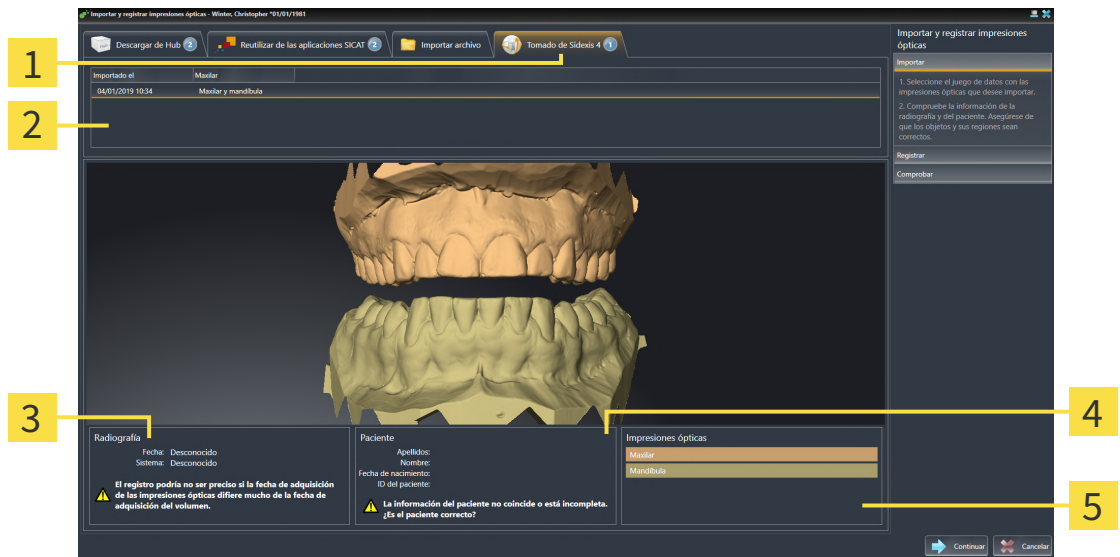 Importar y registrar impresiones ópticas - Winter, Christopher *01/01/1981
Descargar de Hub 2
Reutilizar de las aplicaciones SICAT 2
Importar archivo
Tomado de Sidexis 4 1
Importado el Maxilar
04/01/2019 10:34 Maxilar y mandíbula
Importar y registrar impresiones
ópticas
Importar
1. Seleccione el juego de datos con las
impresiones ópticas que desee importar.
2. Compruebe la información de la
radiografía y del paciente. Asegúrese de
que los objetos y sus regiones sean
correctos.
Registrar
Comprobar
1
2
3
4
5
Radiografía
Fecha: Desconocido
Sistema: Desconocido
El registro podría no ser preciso si la fecha de adquisición
de las impresiones ópticas difiere mucho de la fecha de
adquisición del volumen.
Paciente
Apellidos:
Nombre:
Fecha de nacimiento:
ID del paciente:
La información del paciente no coincide o está incompleta.
¿Es el paciente correcto?
Impresiones ópticas
Maxilar
Mandíbula
Continuar
Cancelar